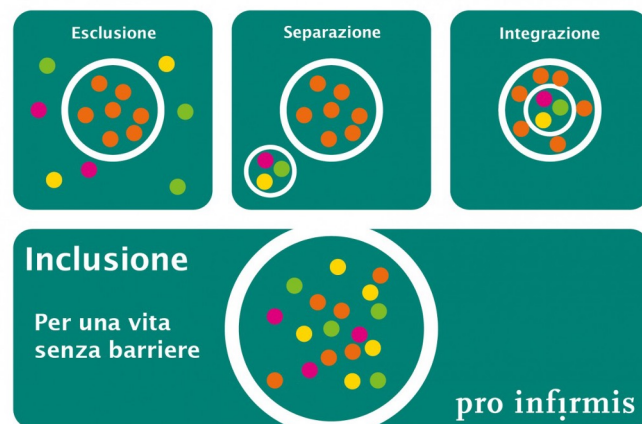 Esclusione
Separazione
Integrazione
Inclusione
Per una vita
senza barriere
pro infirmis